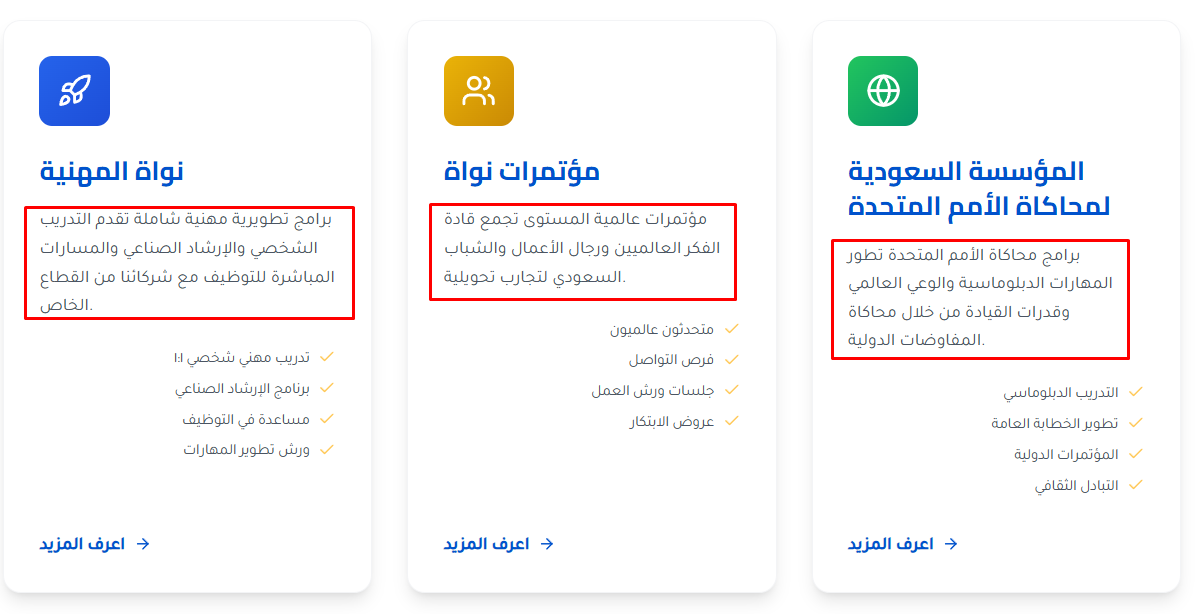 المؤسسة السعودية
لمحاكاة الأمم المتحدة
برامج محاكاة الأمم المتحدة تطور
المهارات الدبلوماسية والوعي العالمي
وقدرات القيادة من خلال محاكاة
المفاوضات الدولية.
التدريب الدبلوماسي
تطوير الخطابة العامة
المؤتمرات الدولية
التبادل الثقافي
اعرف المزيد
مؤتمرات نواة
مؤتمرات عالمية المستوى تجمع قادة
الفكر العالميين ورجال الأعمال والشباب
السعودي لتجارب تحويلية.
متحدثون عالميون
فرص التواصل
جلسات ورش العمل
عروض الابتكار
اعرف المزيد
نواة المهنية
برامج تطويرية مهنية شاملة تقدم التدريب
الشخصي والإرشاد الصناعي والمسارات
المباشرة للتوظيف مع شركائنا من القطاع
الخاص.
تدريب مهني شخصي 1:1
برنامج الإرشاد الصناعي
مساعدة في التوظيف
ورش تطوير المهارات
اعرف المزيد